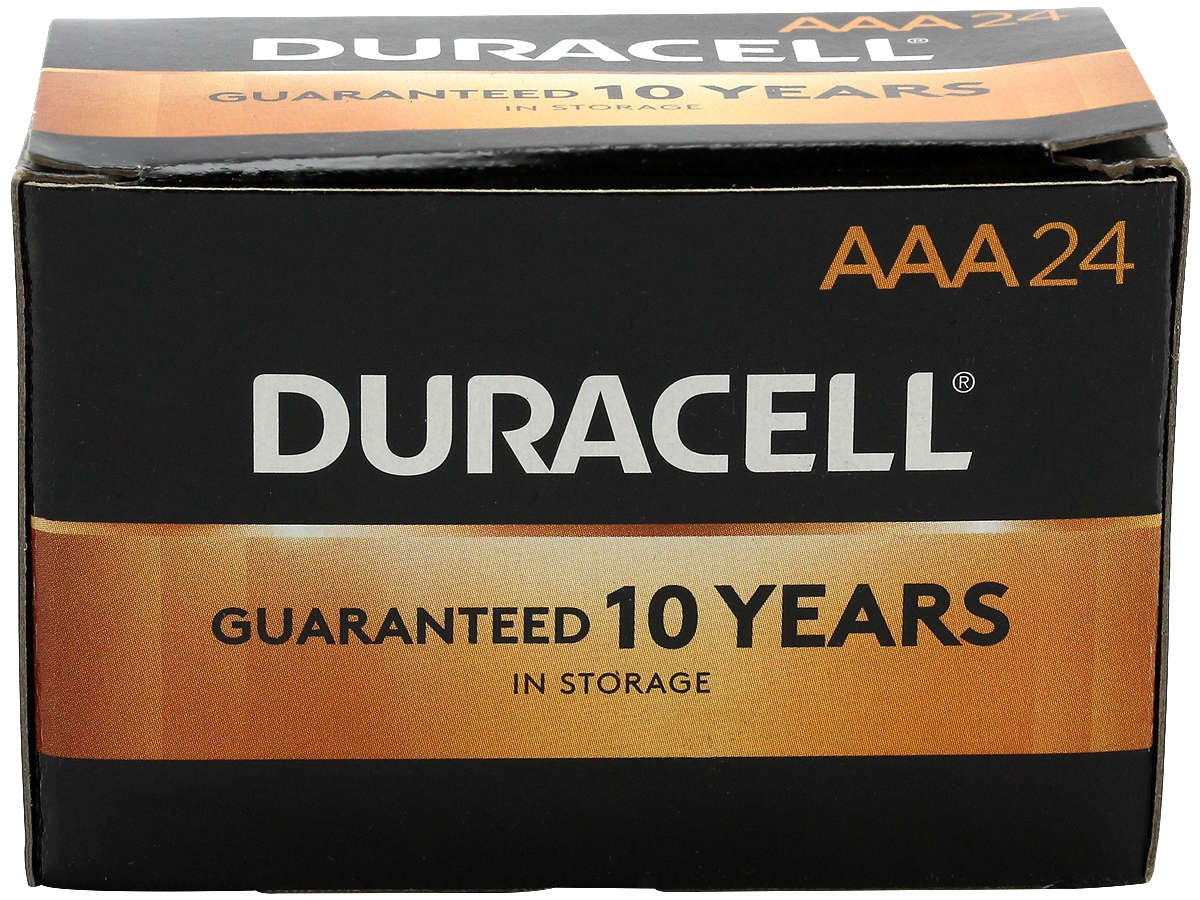 AAA24
DURACELL®
GUARANTEED 10 YEARS
IN STORAGE
AAA24
DURACELL®
GUARANTEED 10 YEARS
IN STORAGE